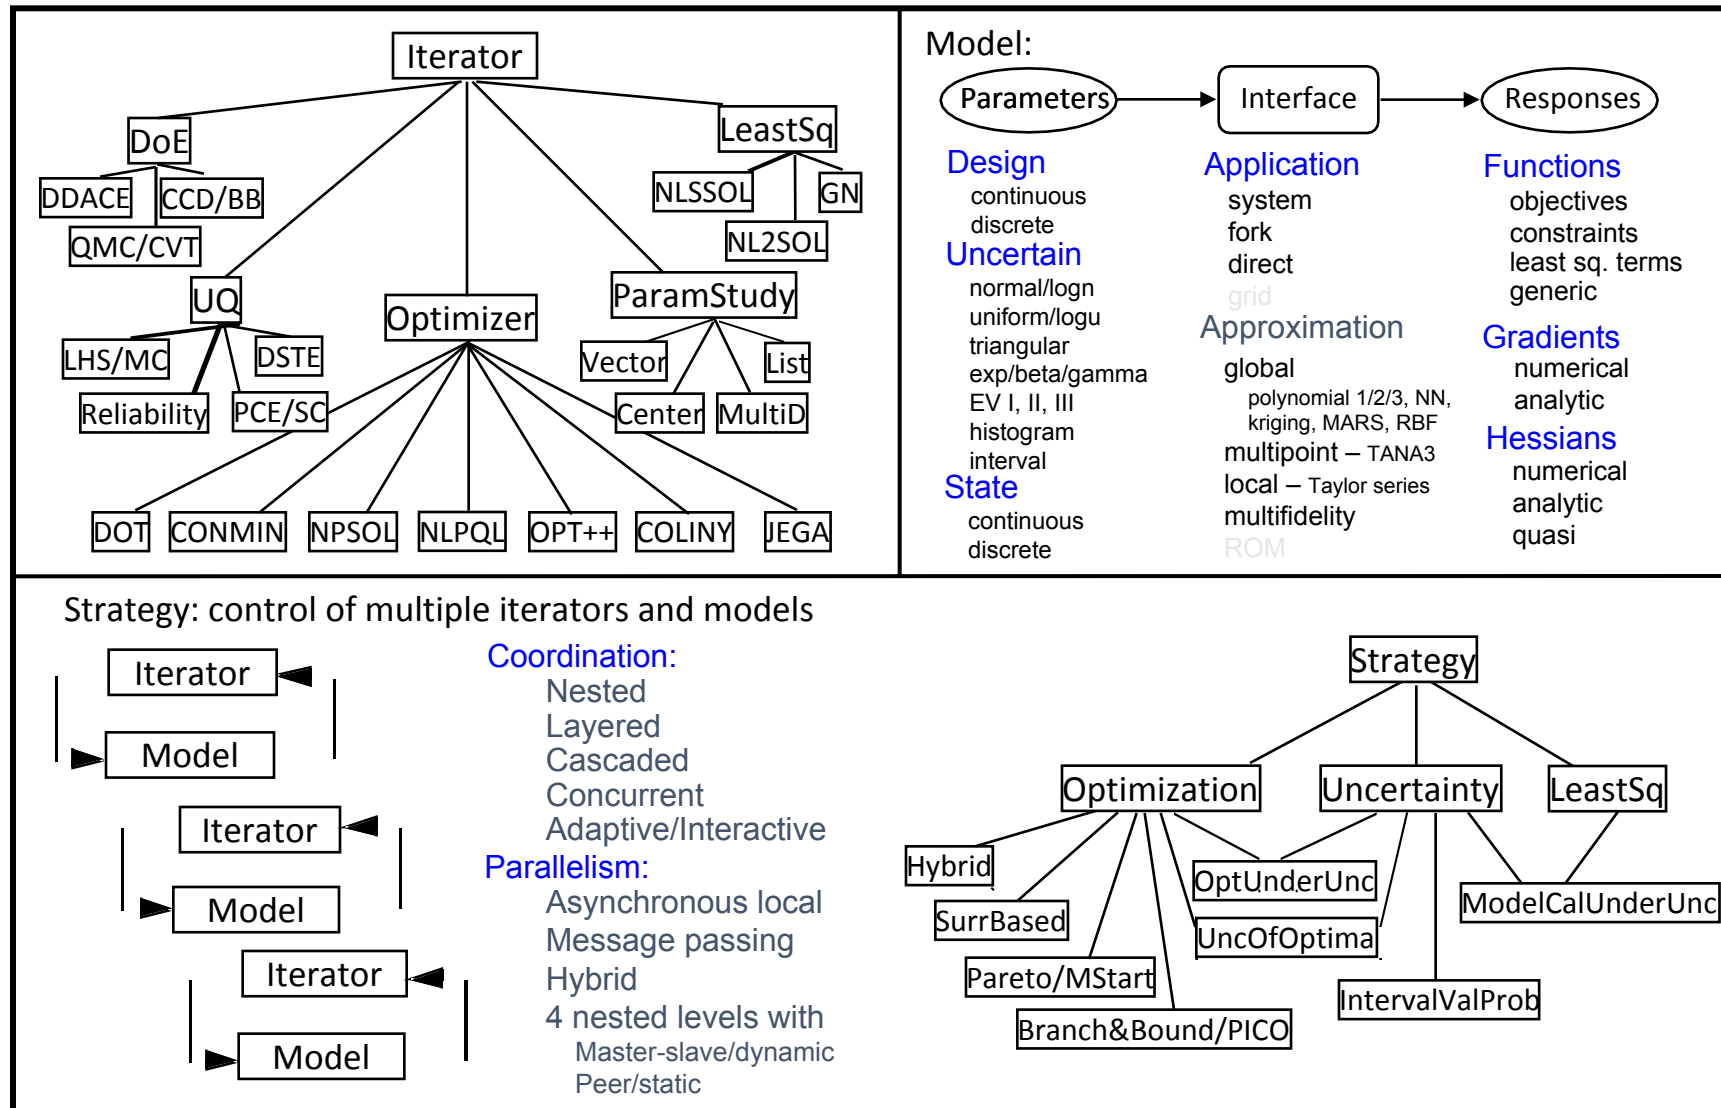 Iterator
DoE
LeastSq
DDACE
CCD/BB
NLSSOL
GN
QMC/CVT
NL2SOL
UQ
Optimizer
ParamStudy
LHS/MC
DSTE
Vector
List
Reliability
PCE/SC
Center
MultiD
DOT
CONMIN
NPSOL
NLPQL
OPT++
COLINY
JEGA
Model:
Parameters
Interface
Responses
Design
continuous
discrete
Uncertain
normal/logn
uniform/logu
triangular
exp/beta/gamma
EV I, II, III
histogram
interval
State
continuous
discrete
Application
system
fork
direct
grid
Approximation
global
polynomial 1/2/3, NN,
kriging, MARS, RBF
multipoint – TANA3
local – Taylor series
multifidelity
ROM
Functions
objectives
constraints
least sq. terms
generic
Gradients
numerical
analytic
Hessians
numerical
analytic
quasi
Strategy: control of multiple iterators and models
Iterator
Model
Iterator
Model
Iterator
Model
Coordination:
Nested
Layered
Cascaded
Concurrent
Adaptive/Interactive
Parallelism:
Asynchronous local
Message passing
Hybrid
4 nested levels with
Master-slave/dynamic
Peer/static
Strategy
Optimization
Uncertainty
LeastSq
Hybrid
OptUnderUnc
ModelCalUnderUnc
SurrBased
UncOfOptima
Pareto/MStart
IntervalValProb
Branch&Bound/PICO